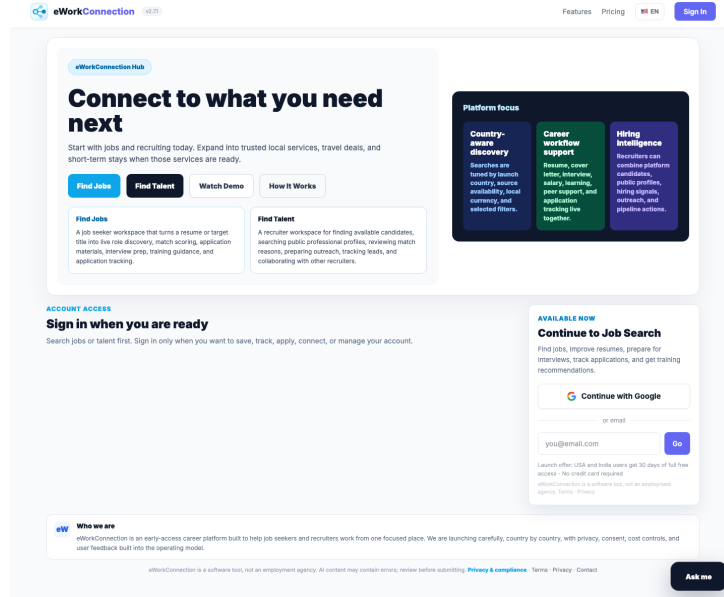 eWorkConnection v2.77
Features Pricing 🇺🇸 EN Sign In
eWorkConnection Hub
Connect to what you need
next
Start with jobs and recruiting today. Expand into trusted local services, travel deals, and
short-term stays when those services are ready.
Find Jobs Find Talent Watch Demo How It Works
Find Jobs
A job seeker workspace that turns a resume or target
title into live role discovery, match scoring, application
materials, interview prep, training guidance, and
application tracking.
Find Talent
A recruiter workspace for finding available candidates,
searching public professional profiles, reviewing match
reasons, preparing outreach, tracking leads, and
collaborating with other recruiters.
Platform focus
Country-
aware
discovery
Searches are
tuned by launch
country, source
availability, local
currency, and
selected filters.
Career
workflow
support
Resume, cover
letter, interview,
salary, learning,
peer support, and
application
tracking live
together.
Hiring
intelligence
Recruiters can
combine platform
candidates,
public profiles,
hiring signals,
outreach, and
pipeline actions.
ACCOUNT ACCESS
Sign in when you are ready
Search jobs or talent first. Sign in only when you want to save, track, apply, connect, or manage your account.
AVAILABLE NOW
Continue to Job Search
Find jobs, improve resumes, prepare for
interviews, track applications, and get training
recommendations.
Continue with Google
or email
you@email.com Go
Launch offer: USA and India users get 30 days of full free
access - No credit card required
eWorkConnection is a software tool, not an employment
agency. Terms · Privacy.
eW
Who we are
eWorkConnection is an early-access career platform built to help job seekers and recruiters work from one focused place. We are launching carefully, country by country, with privacy, consent, cost controls, and
user feedback built into the operating model.
eWorkConnection is a software tool, not an employment agency. AI content may contain errors; review before submitting. Privacy & compliance · Terms · Privacy · Contact
Ask me